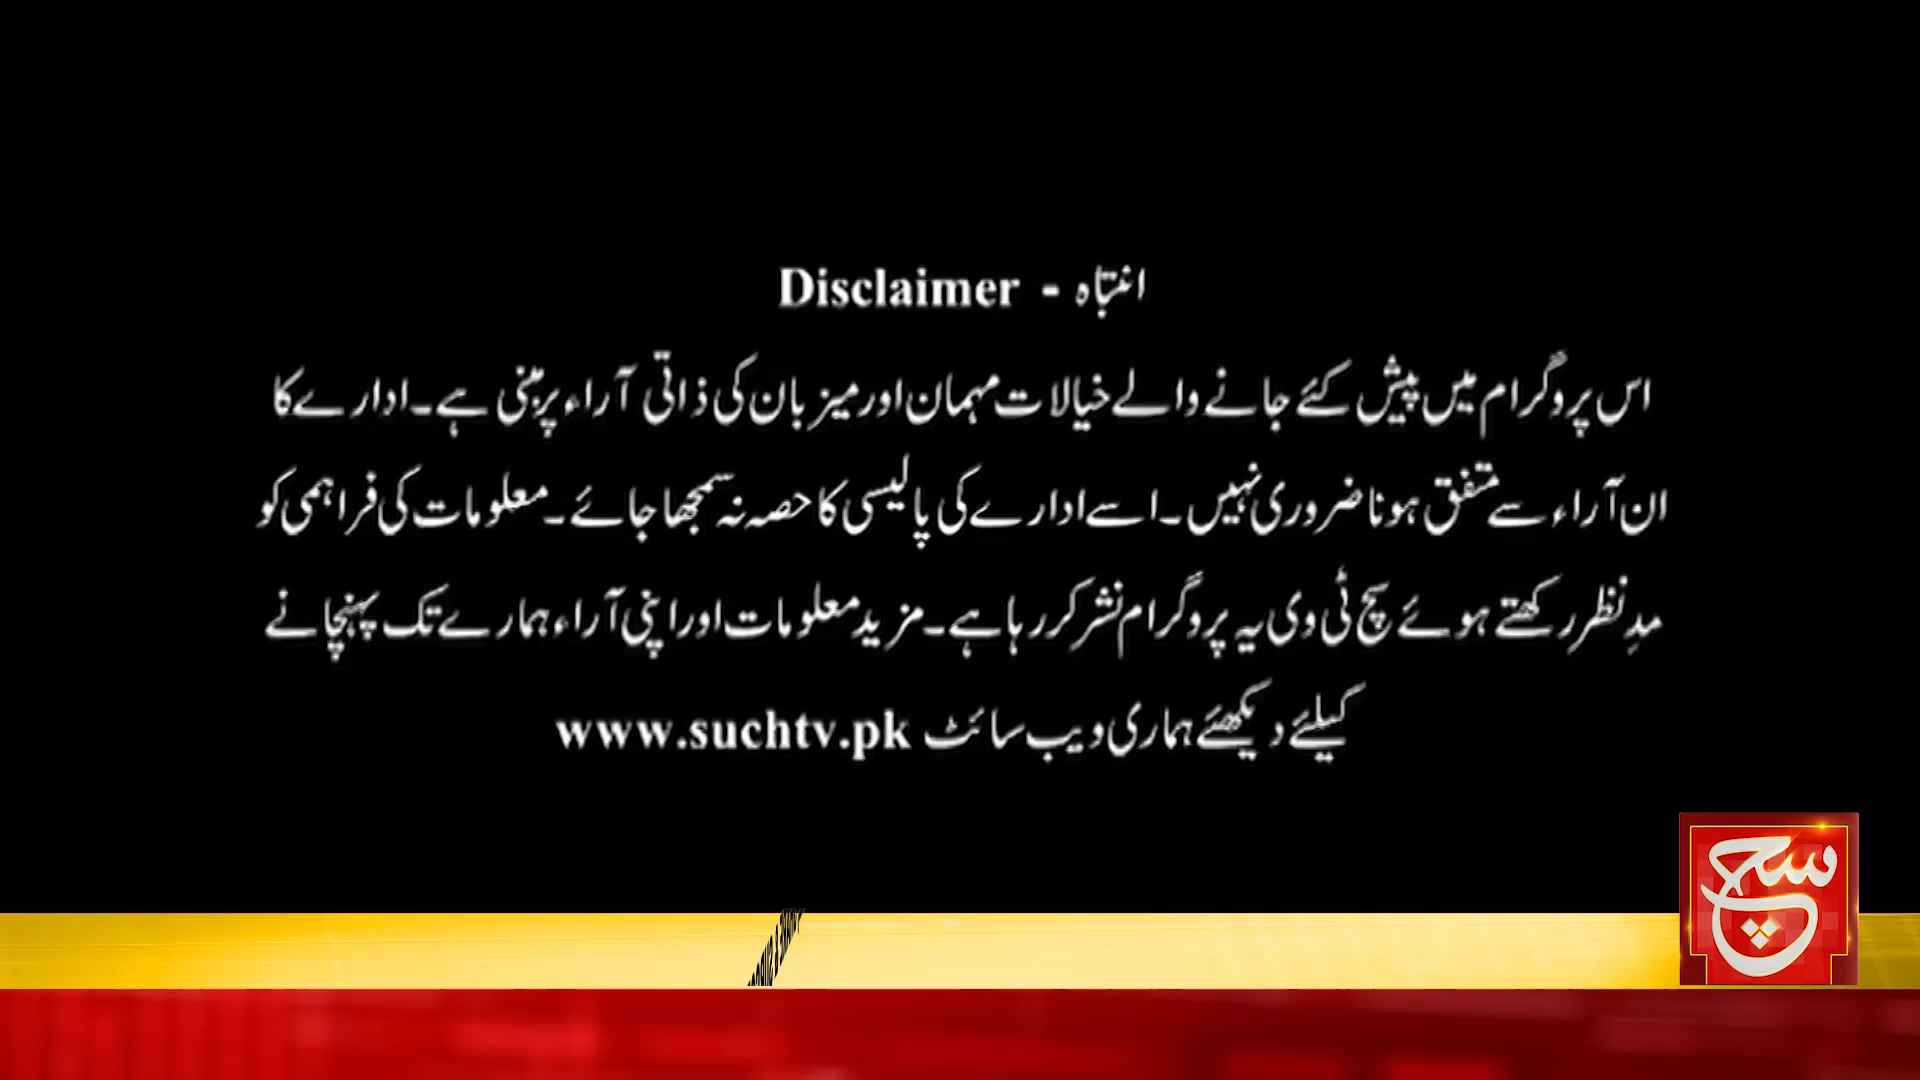 انتباہ - Disclaimer
اس پروگرام میں پیش کئے جانے والے خیالات مہمان اور میزبان کی ذاتی آراء پر مبنی ہے۔ ادارے کا
ان آراء سے متفق ہونا ضروری نہیں۔ اسے ادارے کی پالیسی کا حصہ نہ سمجھا جائے۔ معلومات کی فراہمی کو
مدِنظر رکھتے ہوئے سچ ٹی وی یہ پروگرام نشر کر رہا ہے۔ مزید معلومات اور اپنی آراء ہمارے تک پہنچانے
کیلئے دیکھئے ہماری ویب سائٹ www.suchtv.pk
سچ